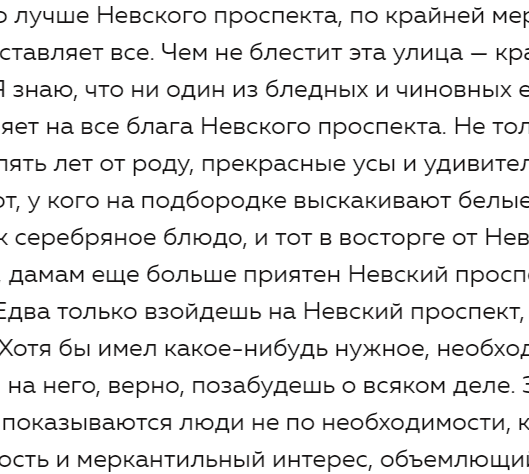 о лучше Невского проспекта, по крайней мер
ставляет все. Чем не блестит эта улица — кра
Я знаю, что ни один из бледных и чиновных е
яет на все блага Невского проспекта. Не тол
пять лет от роду, прекрасные усы и удивител
от, у кого на подбородке выскакивают белые
к серебряное блюдо, и тот в восторге от Нев
дамам еще больше приятен Невский проспе
Едва только взойдешь на Невский проспект,
Хотя бы имел какое-нибудь нужное, необход
на него, верно, позабудешь о всяком деле. З
показываются люди не по необходимости, к
ость и меркантильный интерес, объемлющий